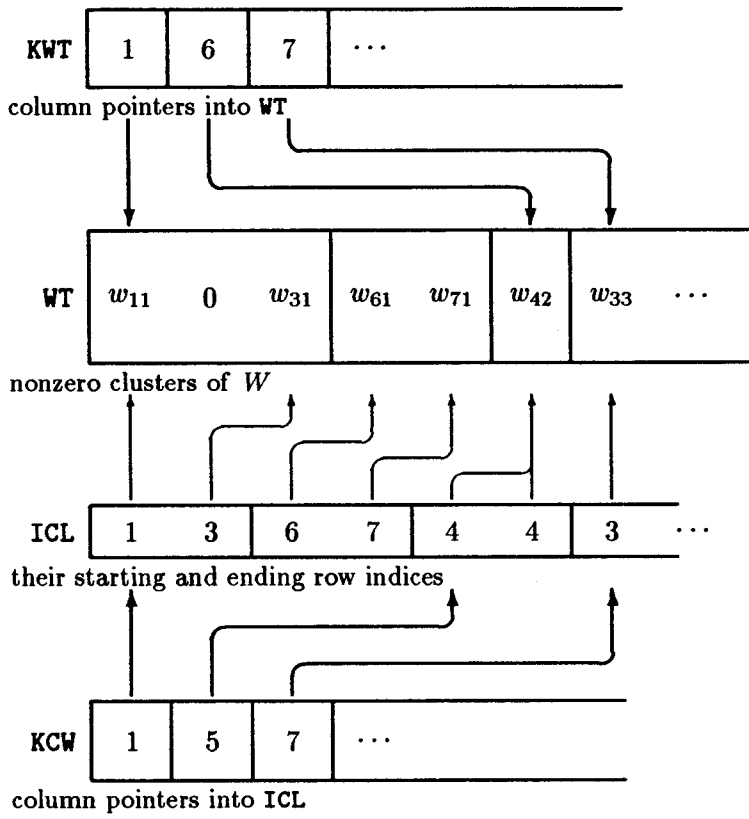 KWT 1 6 7 ···
column pointers into WT
WT w₁₁ 0 w₃₁ w₆₁ w₇₁ w₄₂ w₃₃ ···
nonzero clusters of W
ICL 1 3 6 7 4 4 3 ···
their starting and ending row indices
KCW 1 5 7 ···
column pointers into ICL